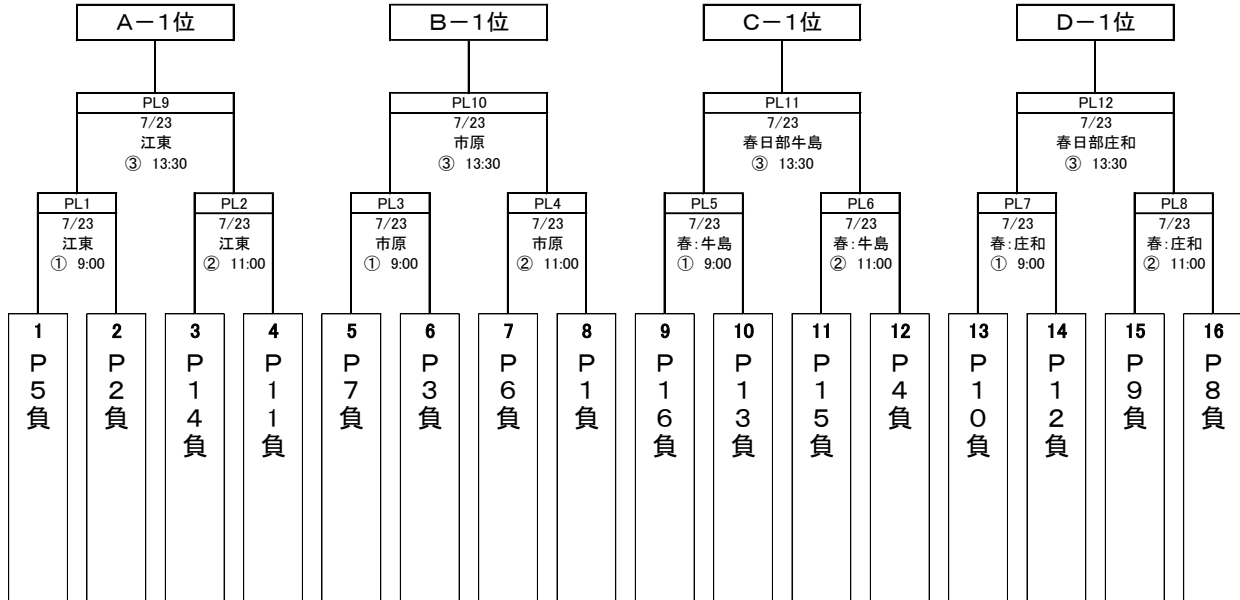 A－1位
B－1位
C－1位
D－1位
PL9
7/23
江東
③ 13:30
PL10
7/23
市原
③ 13:30
PL11
7/23
春日部牛島
③ 13:30
PL12
7/23
春日部庄和
③ 13:30
PL1
7/23
江東
① 9:00
PL2
7/23
江東
② 11:00
PL3
7/23
市原
① 9:00
PL4
7/23
市原
② 11:00
PL5
7/23
春:牛島
① 9:00
PL6
7/23
春:牛島
② 11:00
PL7
7/23
春:庄和
① 9:00
PL8
7/23
春:庄和
② 11:00
1
P5負
2
P2負
3
P14負
4
P11負
5
P7負
6
P3負
7
P6負
8
P1負
9
P16負
10
P13負
11
P15負
12
P4負
13
P10負
14
P12負
15
P9負
16
P8負